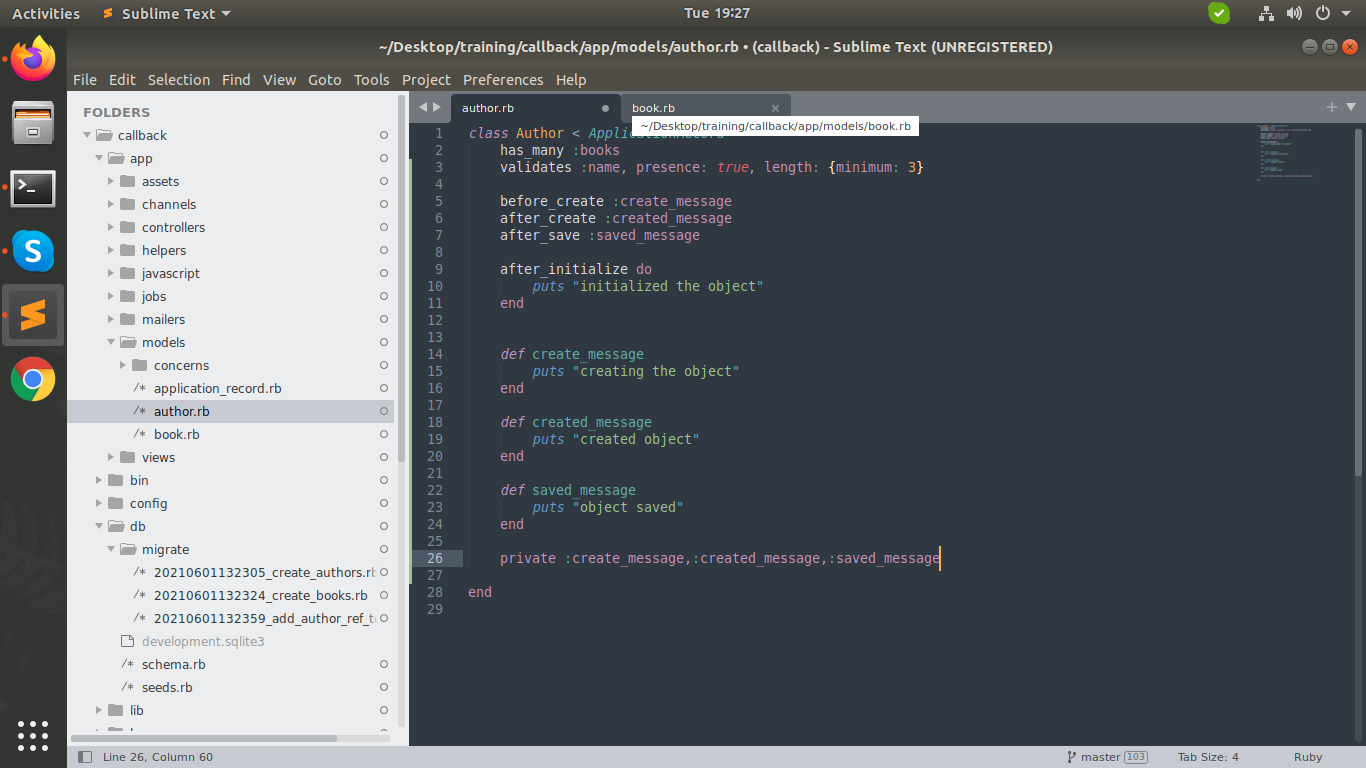 Activities
Sublime Text
Tue 19:27
~/Desktop/training/callback/app/models/author.rb • (callback) - Sublime Text (UNREGISTERED)
File Edit Selection Find View Goto Tools Project Preferences Help
FOLDERS
callback
app
assets
channels
controllers
helpers
javascript
jobs
mailers
models
concerns
/* application_record.rb
/* author.rb
/* book.rb
views
bin
config
db
migrate
/* 20210601132305_create_authors.rb
/* 20210601132324_create_books.rb
/* 20210601132359_add_author_ref_t
development.sqlite3
/* schema.rb
/* seeds.rb
lib
author.rb
book.rb
~/Desktop/training/callback/app/models/book.rb
1 class Author < ApplicationRecord
2 has_many :books
3 validates :name, presence: true, length: {minimum: 3}
4
5 before_create :create_message
6 after_create :created_message
7 after_save :saved_message
8
9 after_initialize do
10 puts "initialized the object"
11 end
12
13
14 def create_message
15 puts "creating the object"
16 end
17
18 def created_message
19 puts "created object"
20 end
21
22 def saved_message
23 puts "object saved"
24 end
25
26 private :create_message,:created_message,:saved_message
27
28 end
29
Line 26, Column 60
master 103
Tab Size: 4
Ruby